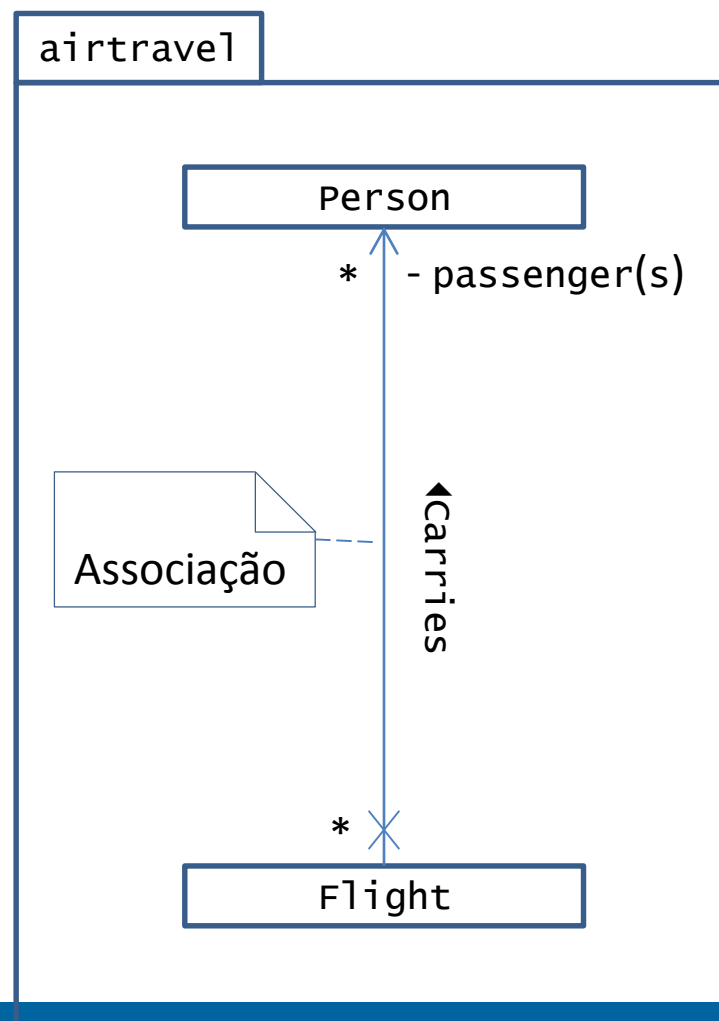 airtravel
Person
* - passenger(s)
◀Carries
Associação
*
Flight